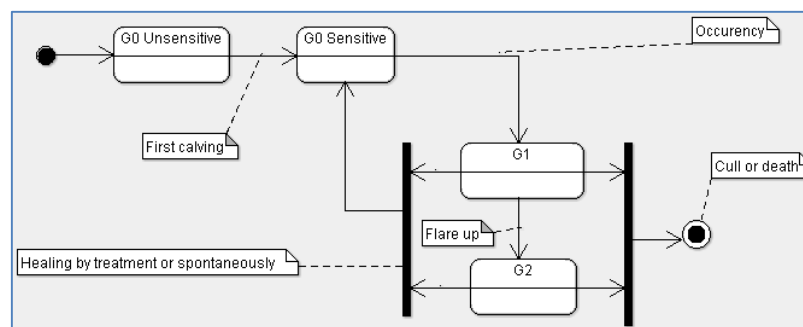 G0 Unsensitive
G0 Sensitive
Occurency
First calving
G1
Cull or death
Flare up
Healing by treatment or spontaneously
G2